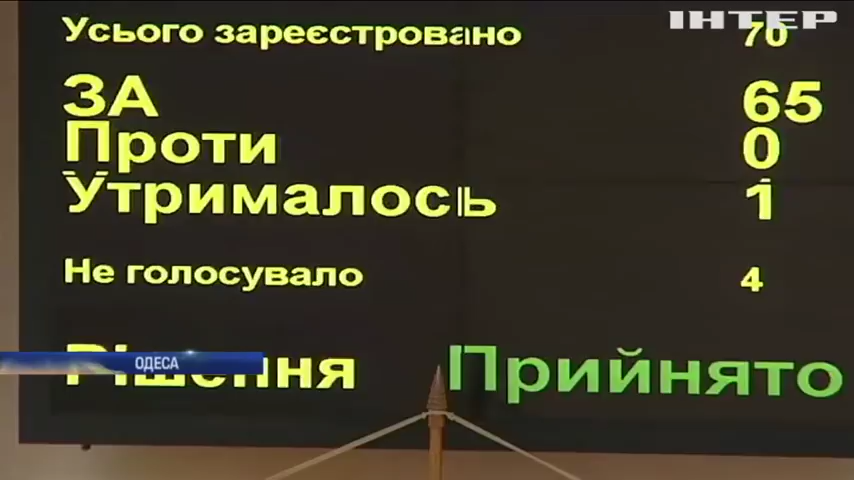 ІНТЕР
Усього зареєстровано 70
ЗА 65
Проти 0
Утрималось 1
Не голосувало 4
ОДЕСА
Рішення Прийнято